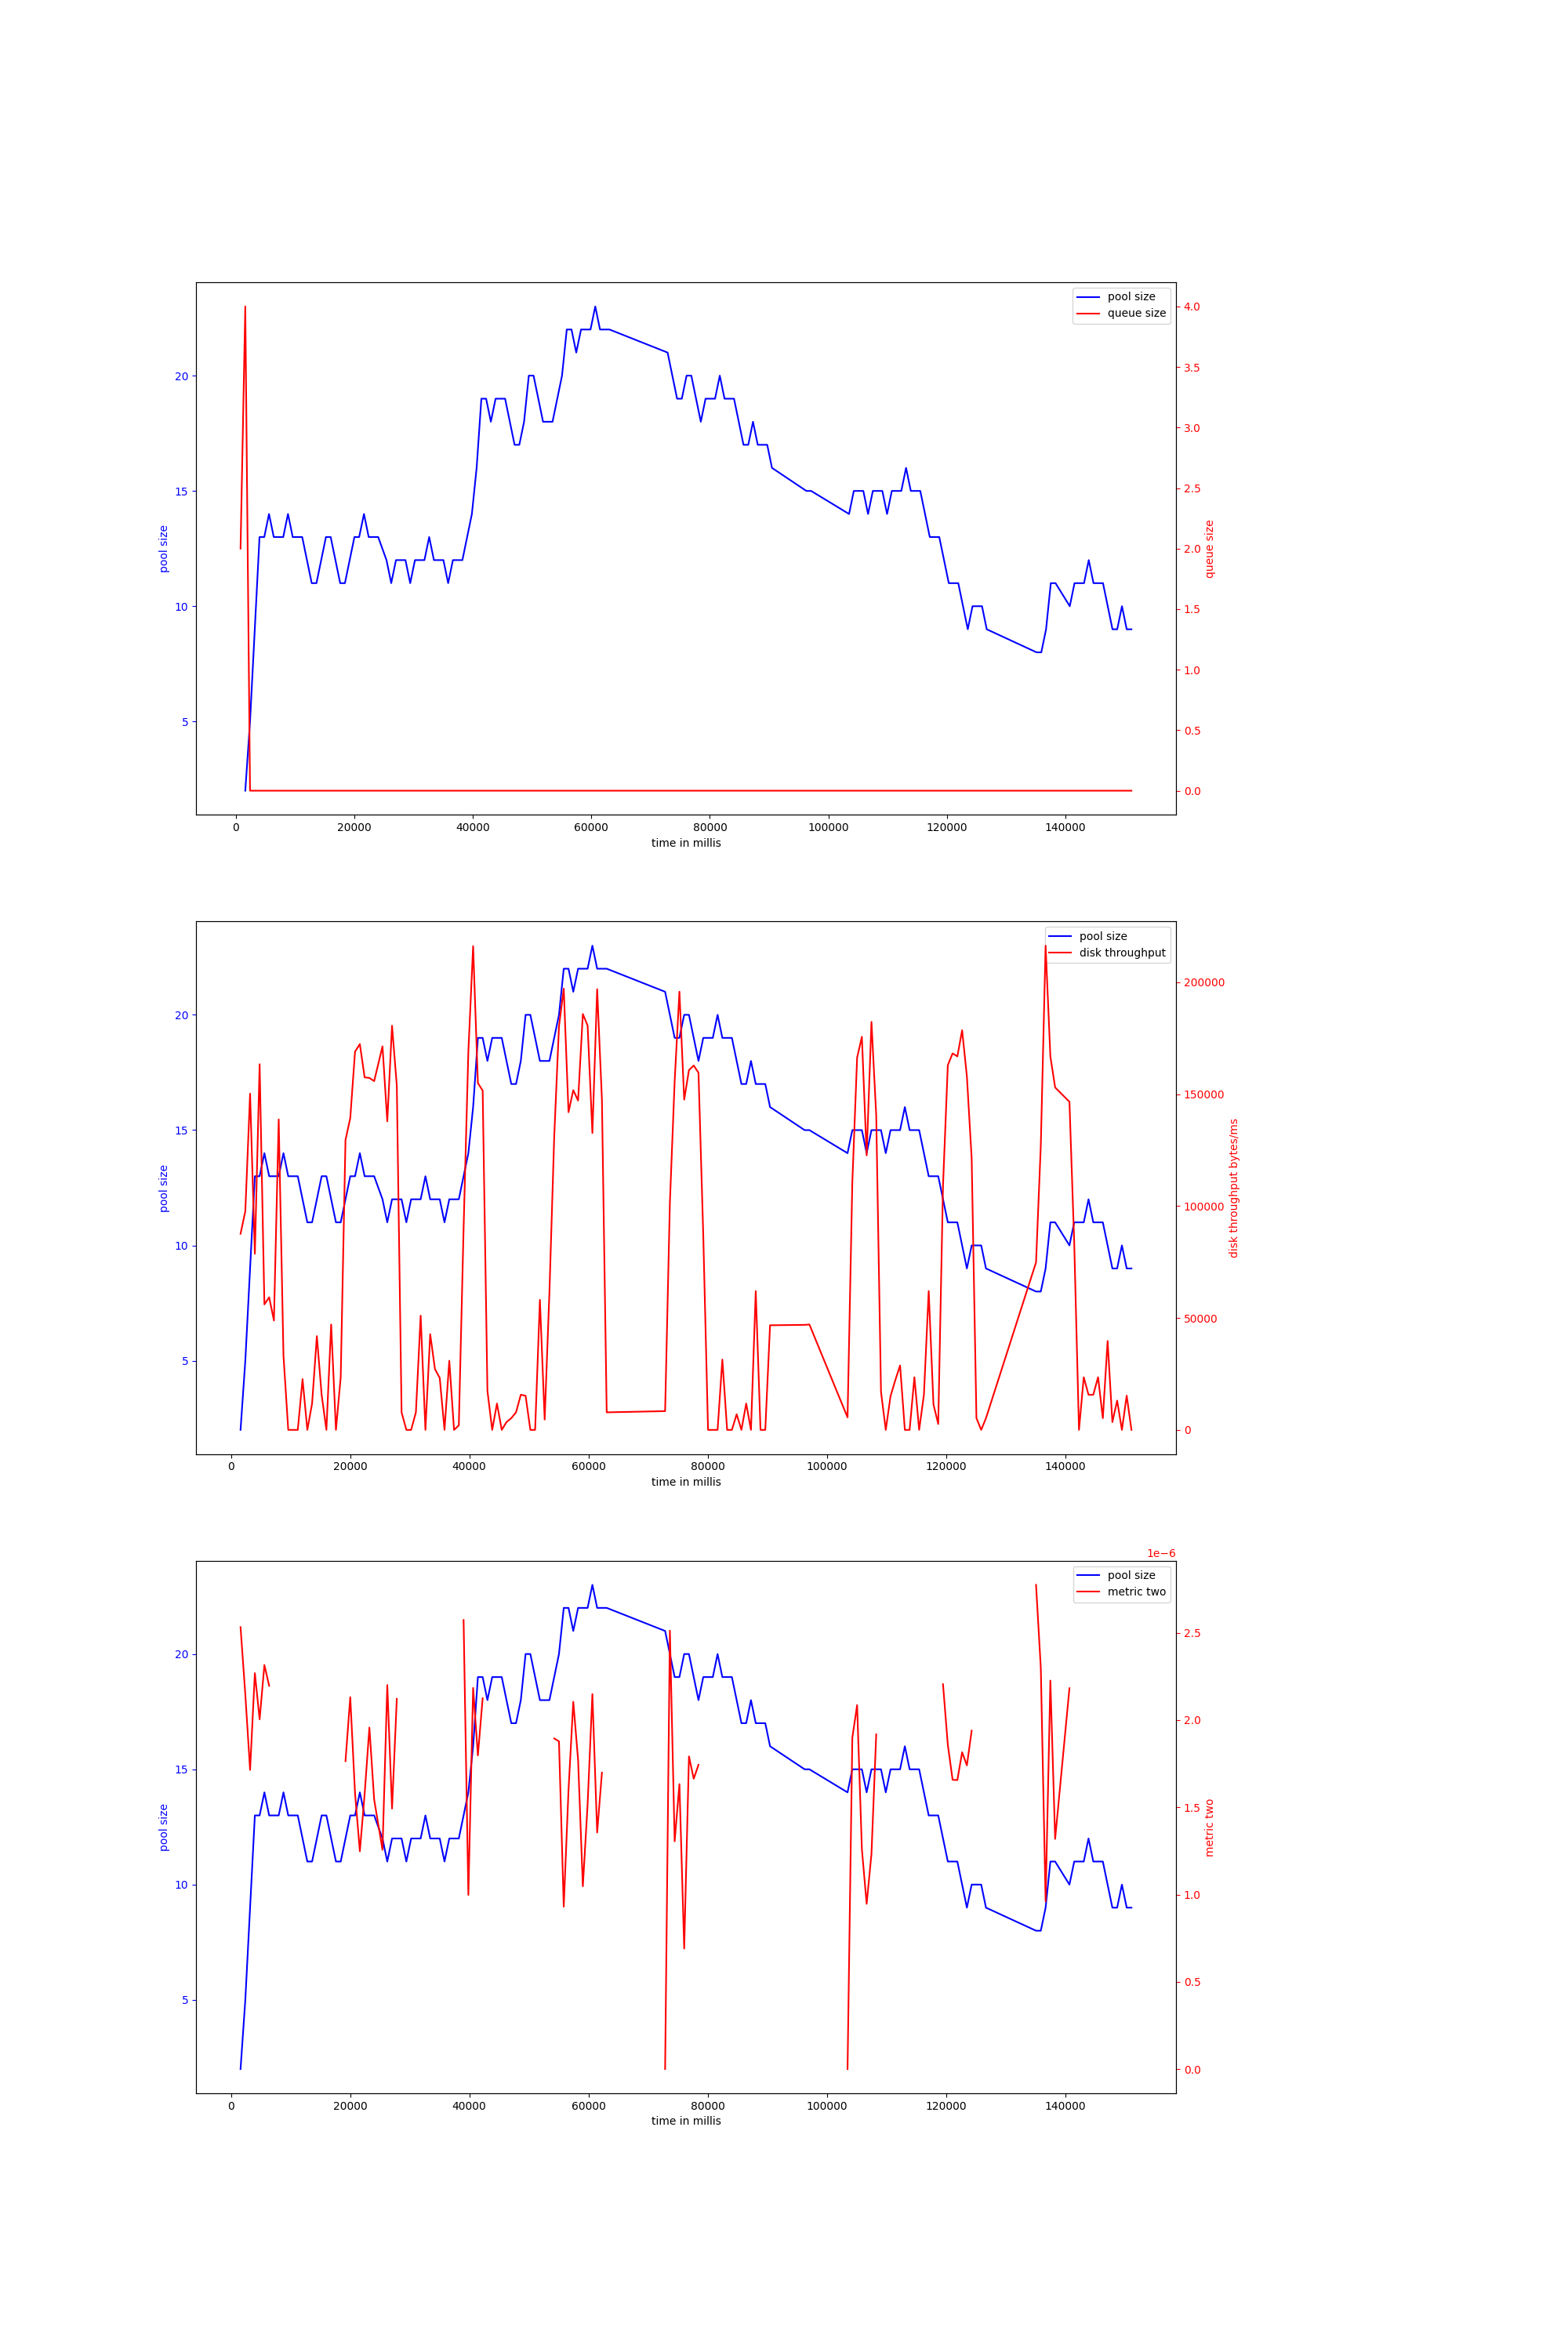 pool size
queue size
4.0
3.5
3.0
2.5
2.0
1.5
1.0
0.5
0.0
queue size
20
15
10
5
pool size
0 20000 40000 60000 80000 100000 120000 140000
time in millis
pool size
disk throughput
200000
150000
100000
50000
0
disk throughput bytes/ms
20
15
10
5
pool size
0 20000 40000 60000 80000 100000 120000 140000
time in millis
1e−6
pool size
metric two
2.5
2.0
1.5
1.0
0.5
0.0
metric two
20
15
10
5
pool size
0 20000 40000 60000 80000 100000 120000 140000
time in millis